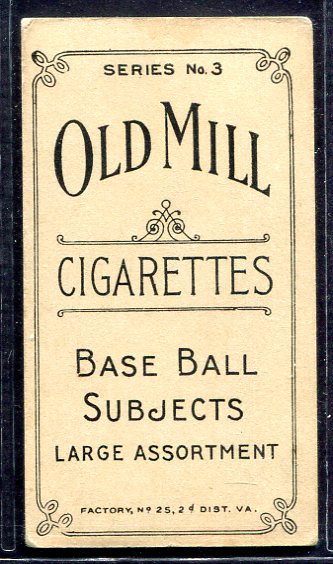 SERIES No. 3
OLD MILL
CIGARETTES
BASE BALL
SUBJECTS
LARGE ASSORTMENT
FACTORY, Nº 25, 2d DIST. VA.